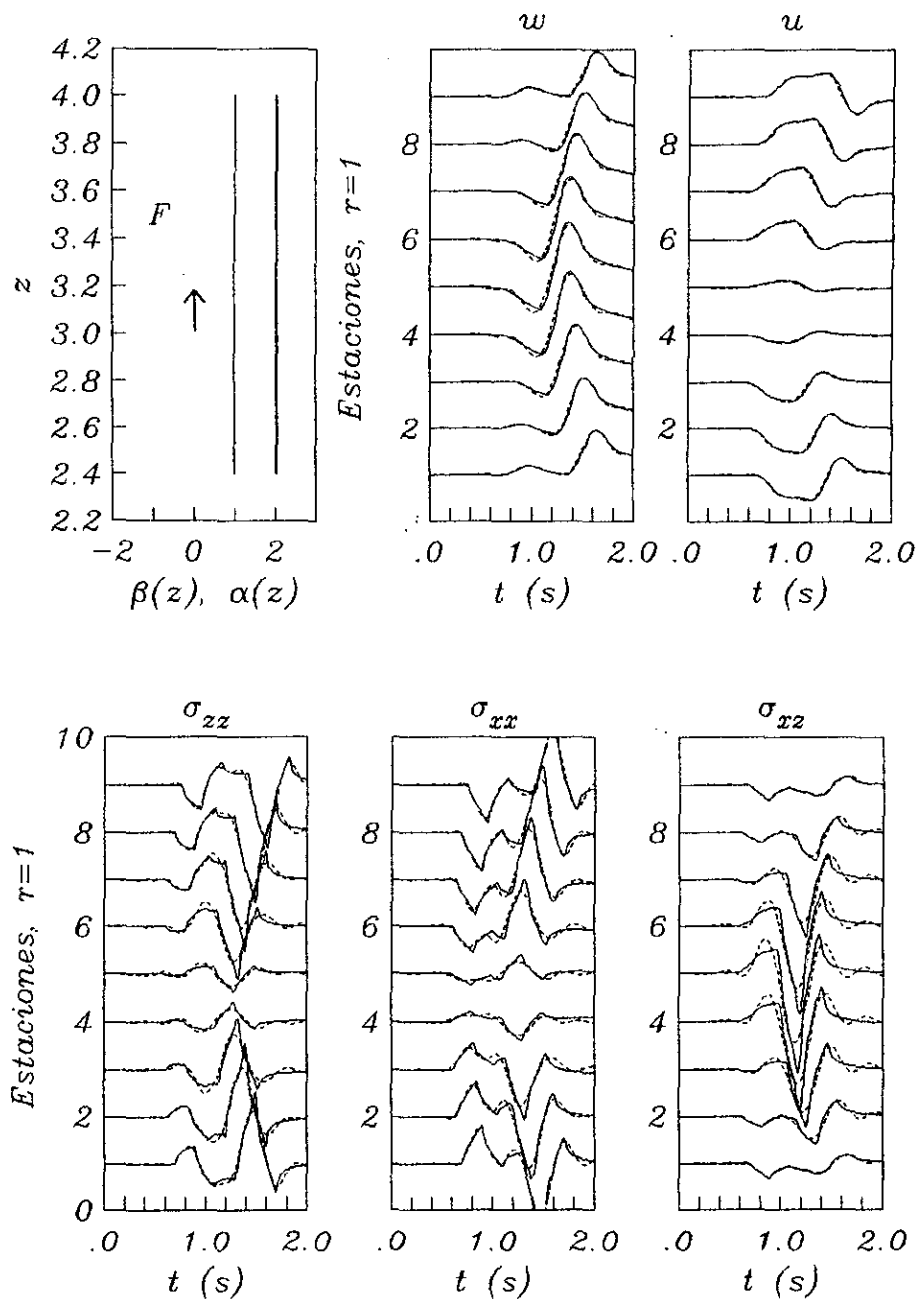 w
u
4.2
4.0
3.8
3.6
3.4
3.2
3.0
2.8
2.6
2.4
2.2
z
F
-2 0 2
β(z), α(z)
Estaciones, r=1
8
6
4
2
.0 1.0 2.0
t (s)
8
6
4
2
.0 1.0 2.0
t (s)
σzz
σxx
σxz
Estaciones, r=1
10
8
6
4
2
0
.0 1.0 2.0
t (s)
8
6
4
2
.0 1.0 2.0
t (s)
8
6
4
2
.0 1.0 2.0
t (s)